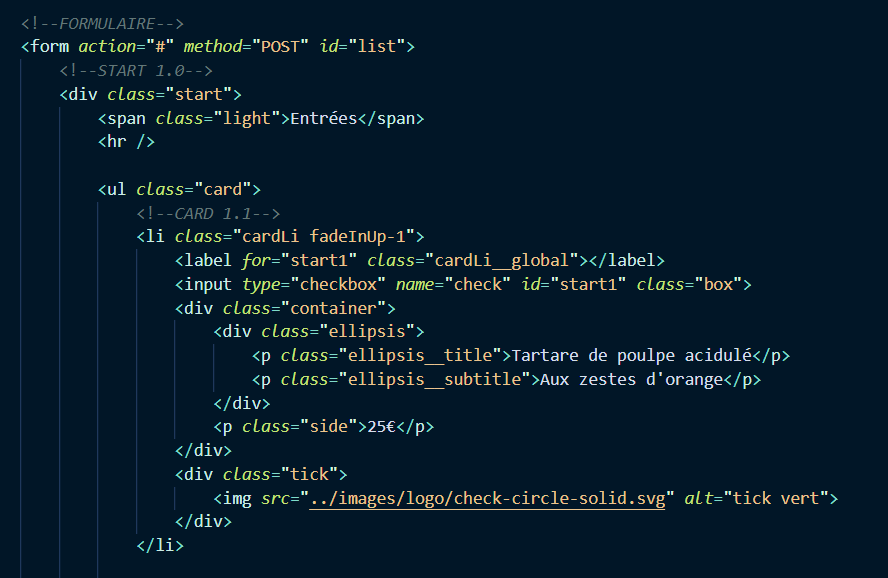 <!--FORMULAIRE-->
<form action="#" method="POST" id="list">
<!--START 1.0-->
<div class="start">
<span class="light">Entrées</span>
<hr />
<ul class="card">
<!--CARD 1.1-->
<li class="cardLi fadeInUp-1">
<label for="start1" class="cardLi__global"></label>
<input type="checkbox" name="check" id="start1" class="box">
<div class="container">
<div class="ellipsis">
<p class="ellipsis__title">Tartare de poulpe acidulé</p>
<p class="ellipsis__subtitle">Aux zestes d'orange</p>
</div>
<p class="side">25€</p>
</div>
<div class="tick">
<img src="../images/logo/check-circle-solid.svg" alt="tick vert">
</div>
</li>